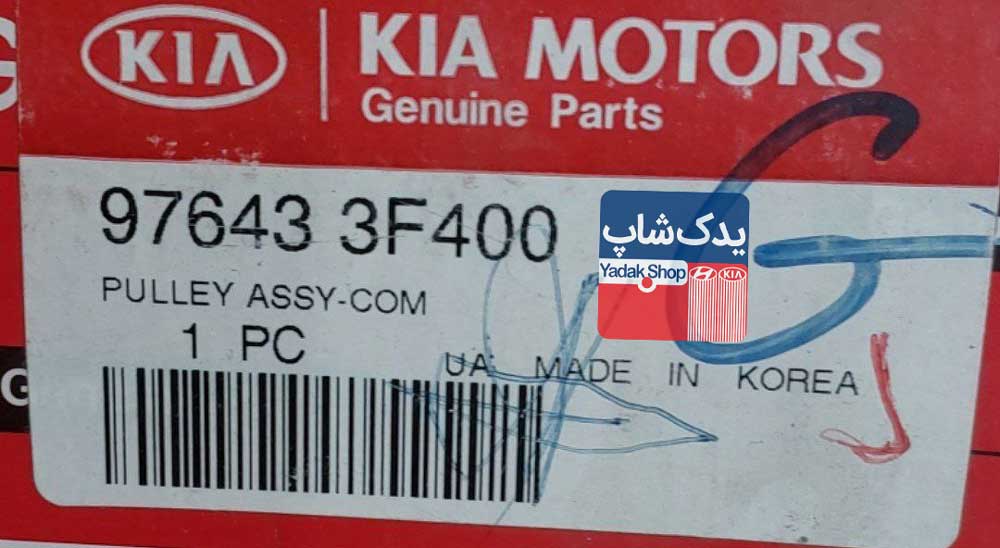 KIA
KIA MOTORS
Genuine Parts
97643 3F400
PULLEY ASSY-COM
1 PC
UA MADE IN KOREA
یدک‌شاپ
Yadak Shop
KIA
G